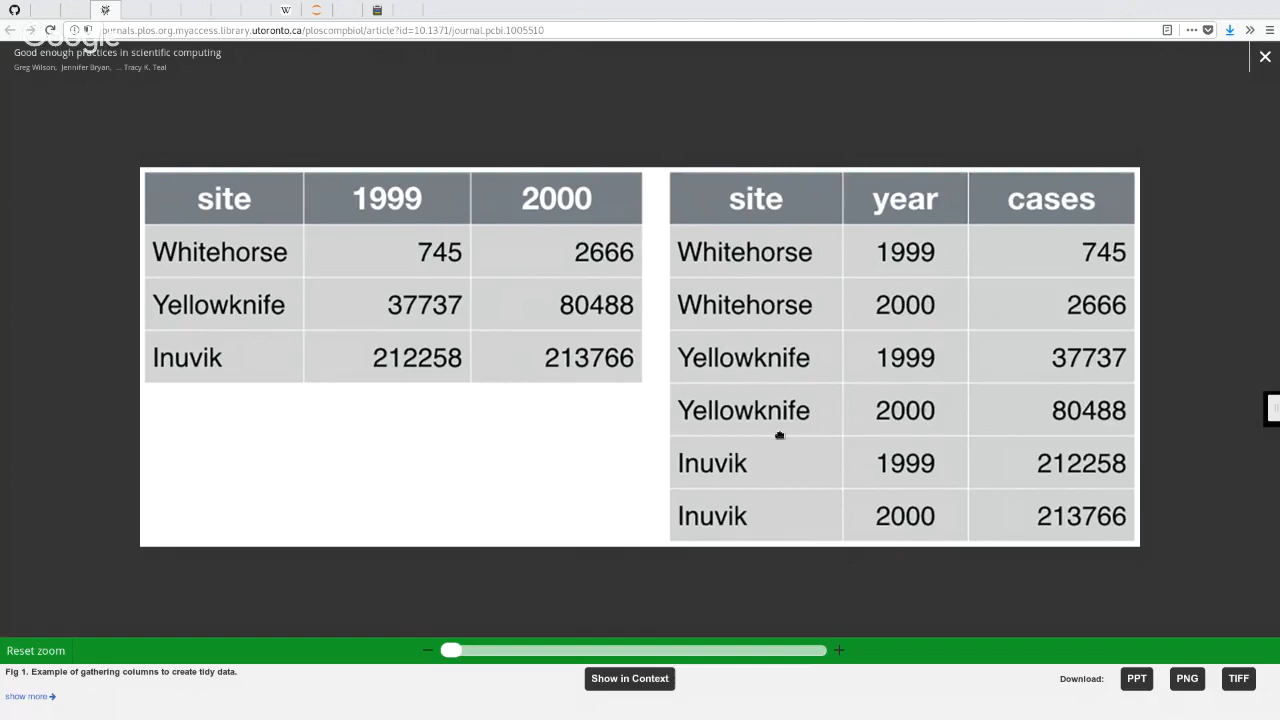 journals.plos.org.myaccess.library.utoronto.ca/ploscompbiol/article?id=10.1371/journal.pcbi.1005510
Google
Good enough practices in scientific computing
Greg Wilson, Jennifer Bryan, ... Tracy K. Teal
site 1999 2000
Whitehorse 745 2666
Yellowknife 37737 80488
Inuvik 212258 213766
site year cases
Whitehorse 1999 745
Whitehorse 2000 2666
Yellowknife 1999 37737
Yellowknife 2000 80488
Inuvik 1999 212258
Inuvik 2000 213766
Reset zoom
Fig 1. Example of gathering columns to create tidy data.
show more
Show in Context
Download: PPT PNG TIFF